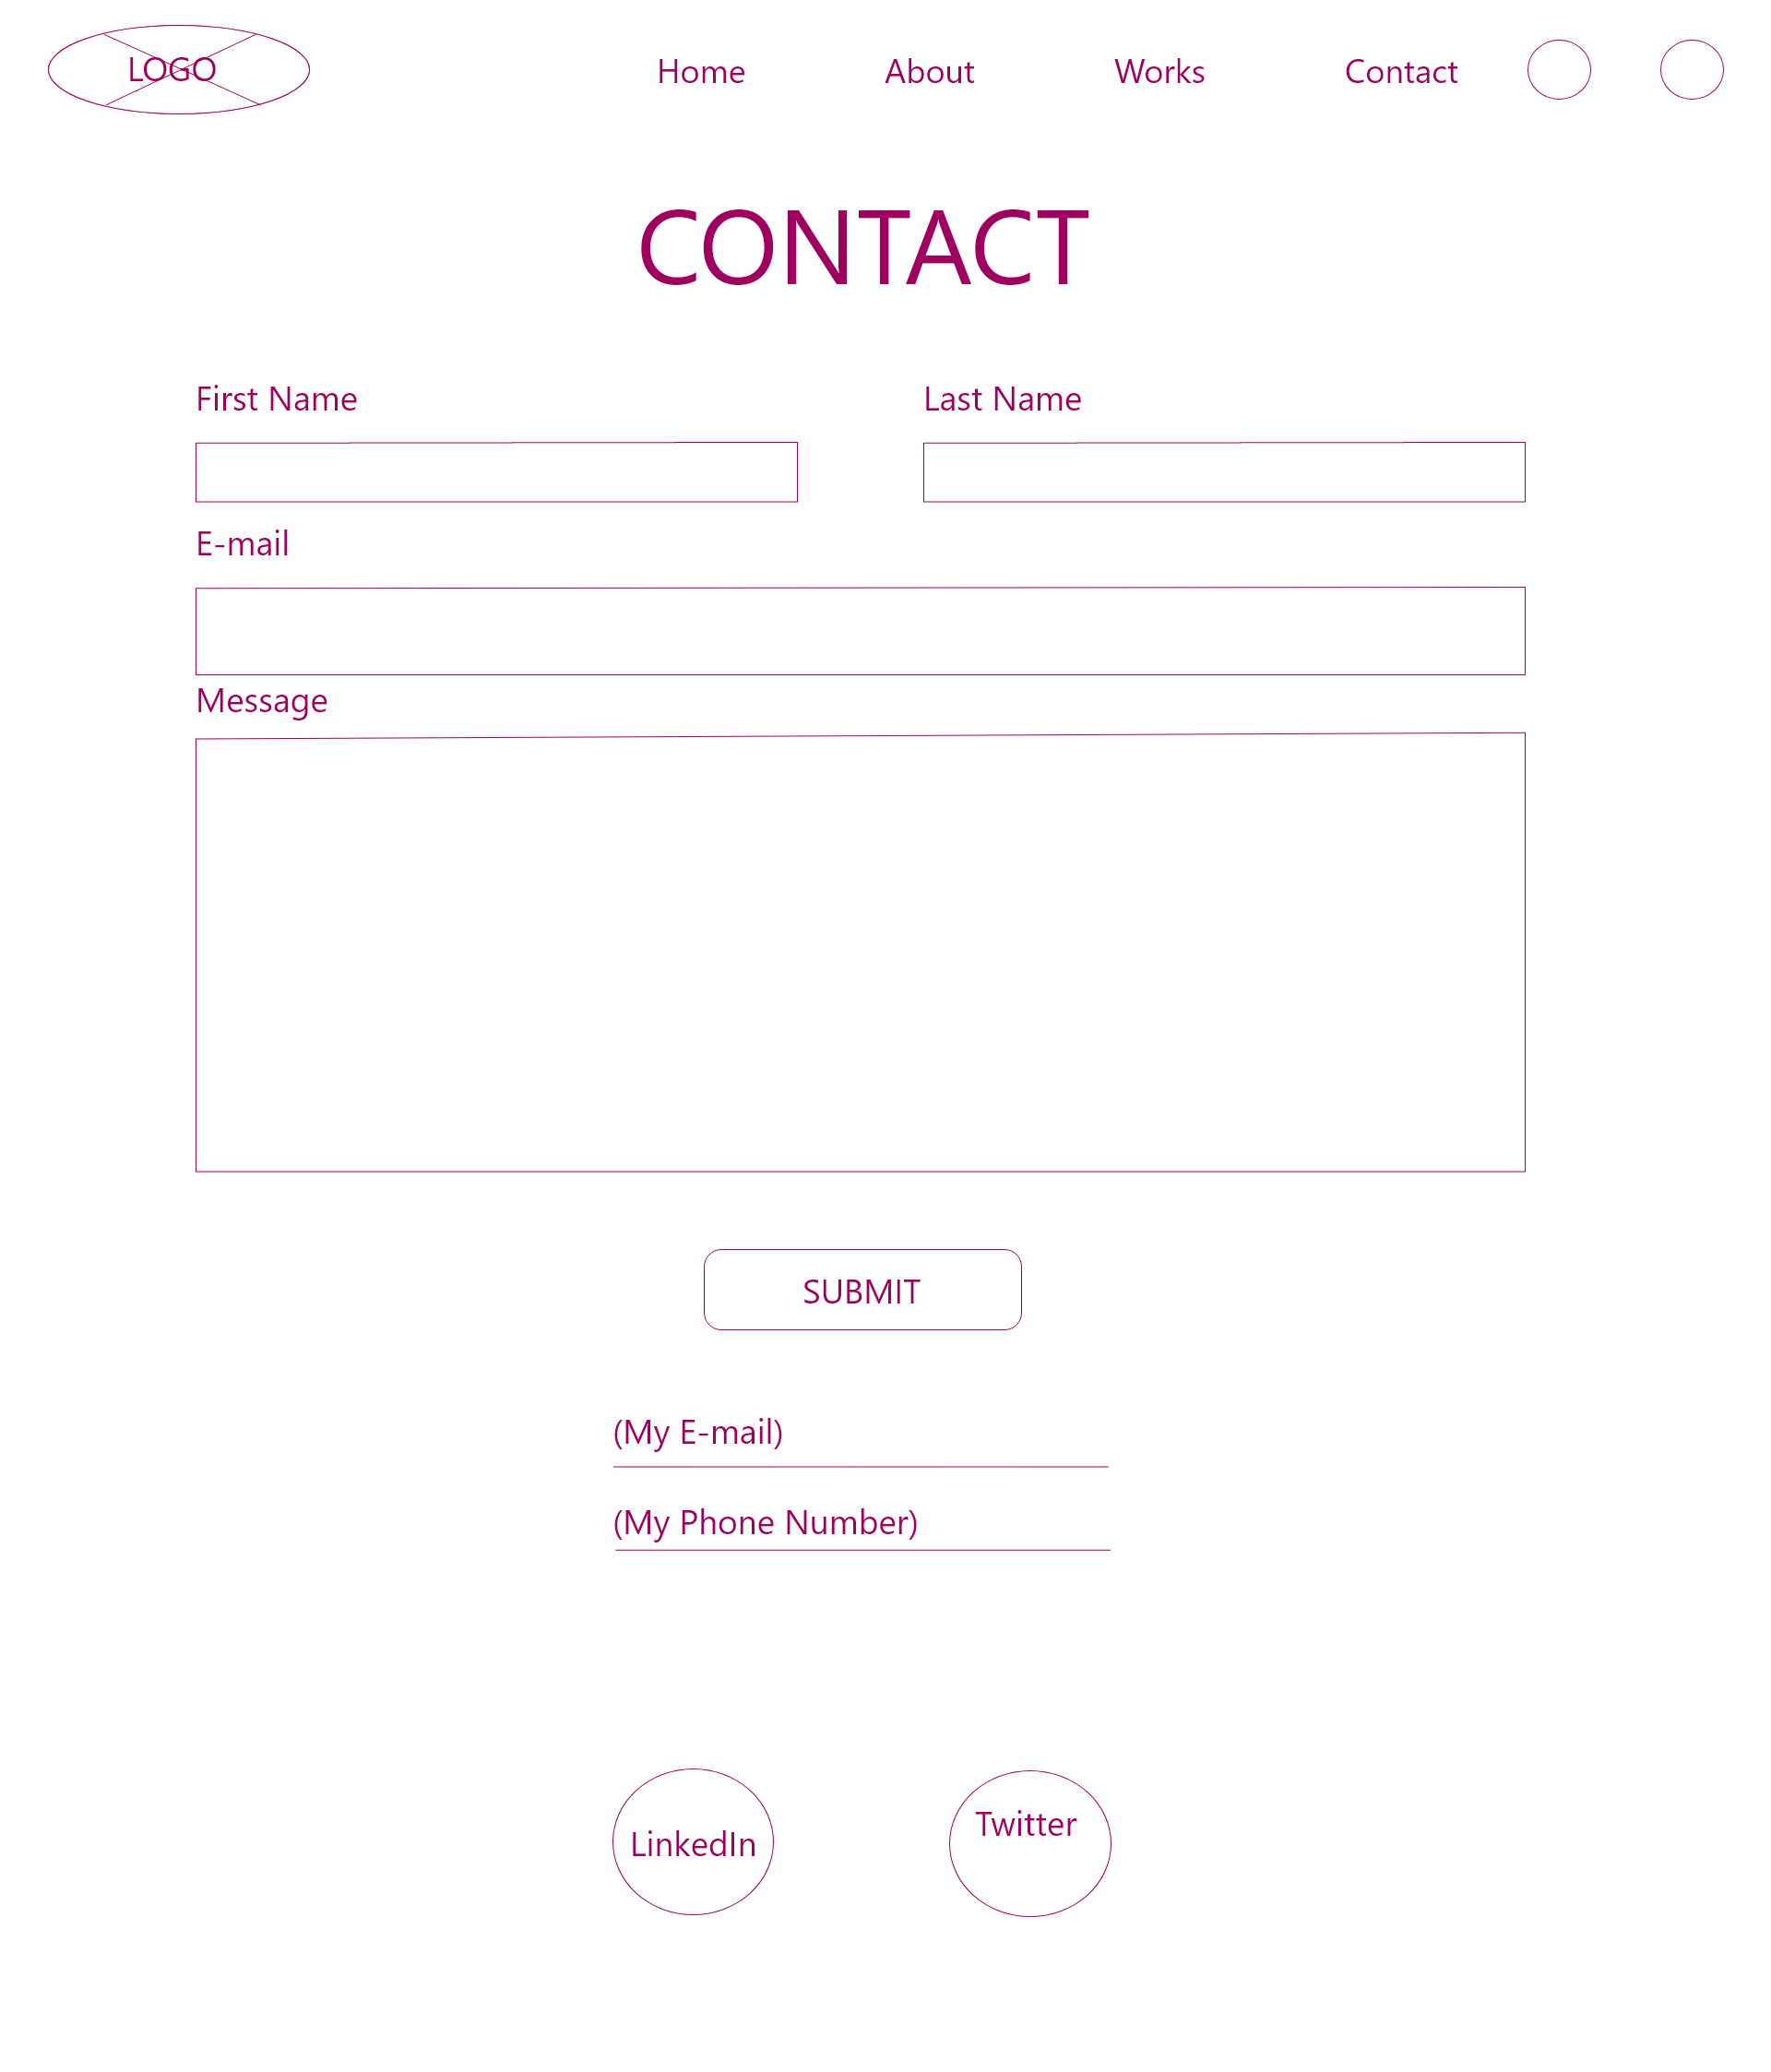 LOGO Home About Works Contact
CONTACT
First Name Last Name
E-mail
Message
SUBMIT
(My E-mail)
(My Phone Number)
LinkedIn Twitter